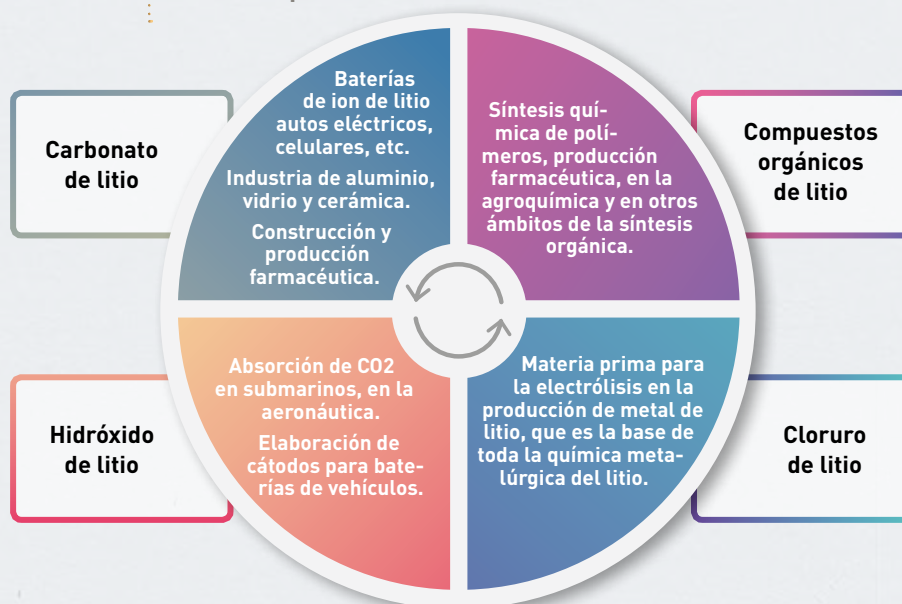 Carbonato
de litio
Baterías
de ion de litio
autos eléctricos,
celulares, etc.
Industria de aluminio,
vidrio y cerámica.
Construcción y
producción
farmacéutica.
Síntesis quí-
mica de polí-
meros, producción
farmacéutica, en la
agroquímica y en otros
ámbitos de la síntesis
orgánica.
Compuestos
orgánicos
de litio
Hidróxido
de litio
Absorción de CO2
en submarinos, en la
aeronáutica.
Elaboración de
cátodos para bate-
rías de vehículos.
Materia prima para
la electrólisis en la
producción de metal de
litio, que es la base de
toda la química meta-
lúrgica del litio.
Cloruro
de litio